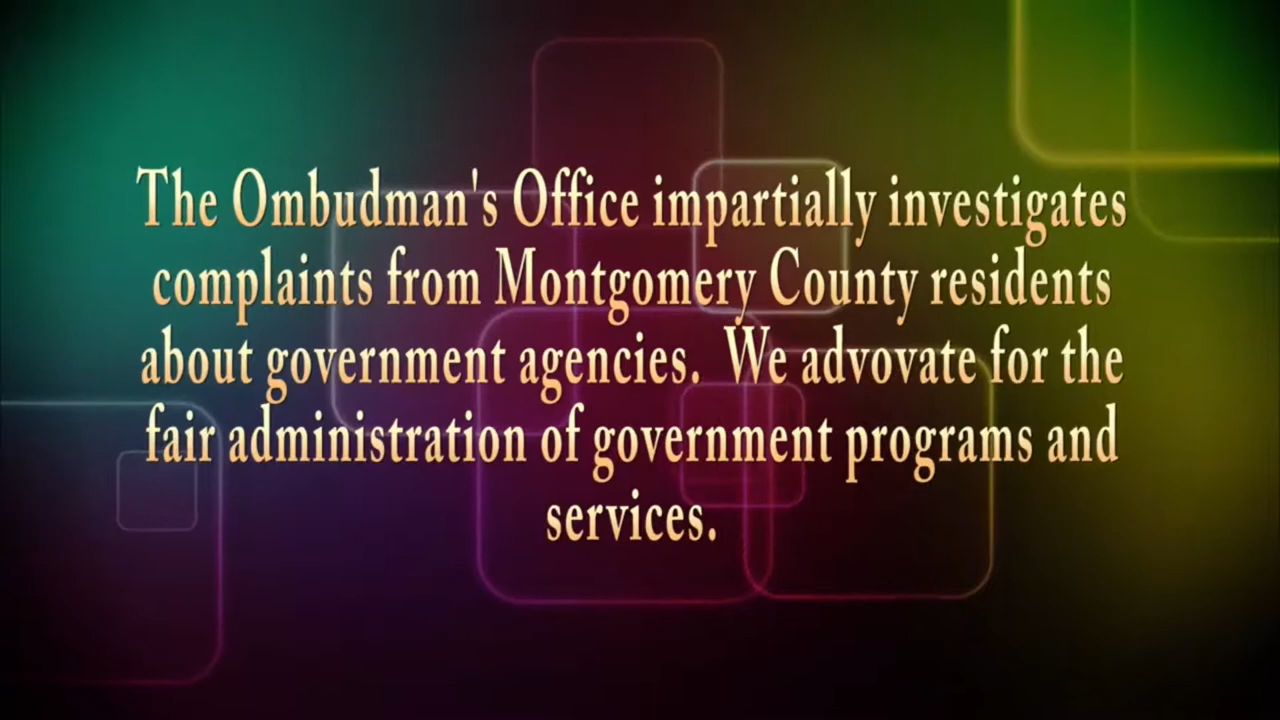 The Ombudman's Office impartially investigates
complaints from Montgomery County residents
about government agencies.  We advovate for the
fair administration of government programs and
services.